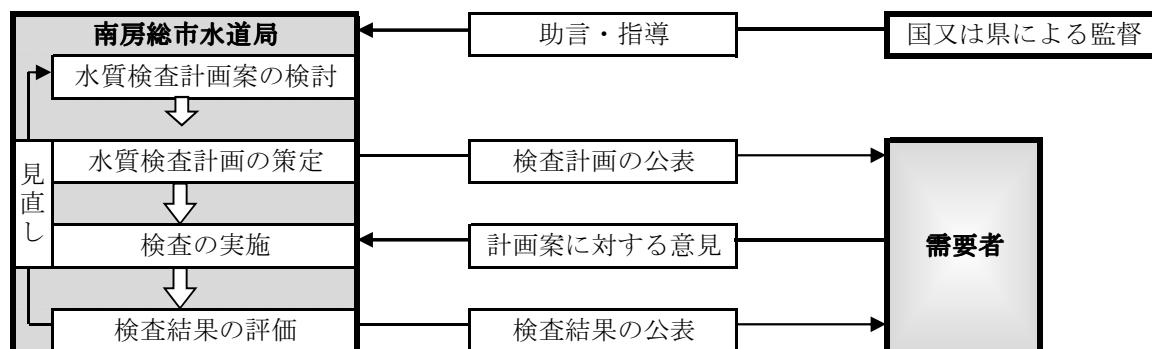 南房総市水道局
助言・指導
国又は県による監督
水質検査計画案の検討
見直し
水質検査計画の策定
検査計画の公表
検査の実施
計画案に対する意見
需要者
検査結果の評価
検査結果の公表